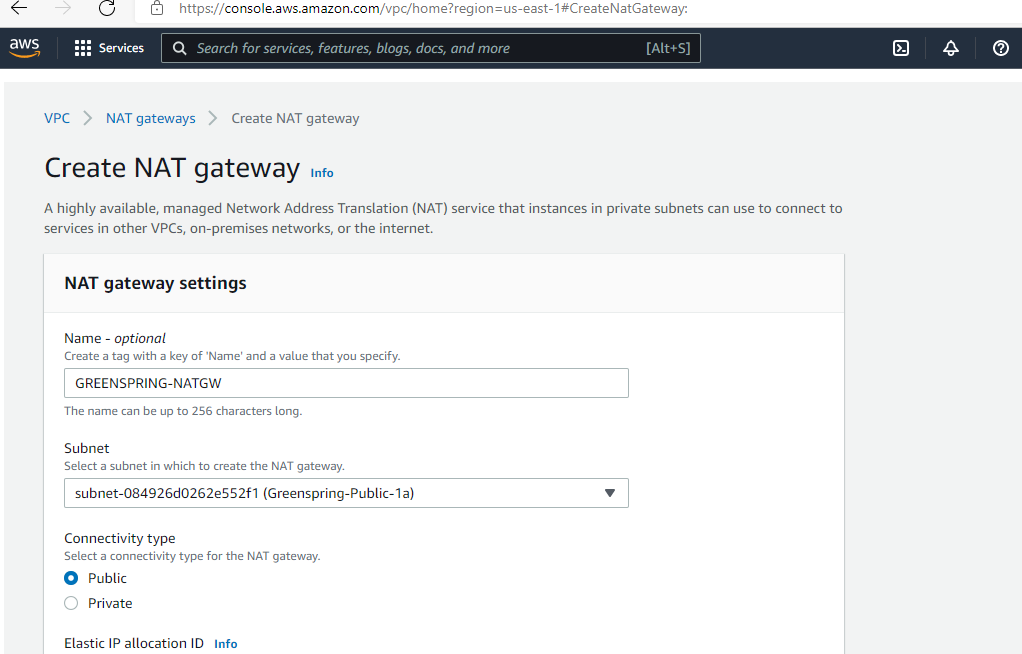 https://console.aws.amazon.com/vpc/home?region=us-east-1#CreateNatGateway:
aws
Services
Search for services, features, blogs, docs, and more [Alt+S]
VPC > NAT gateways > Create NAT gateway
Create NAT gateway Info
A highly available, managed Network Address Translation (NAT) service that instances in private subnets can use to connect to
services in other VPCs, on-premises networks, or the internet.
NAT gateway settings
Name - optional
Create a tag with a key of 'Name' and a value that you specify.
GREENSPRING-NATGW
The name can be up to 256 characters long.
Subnet
Select a subnet in which to create the NAT gateway.
subnet-084926d0262e552f1 (Greenspring-Public-1a)
Connectivity type
Select a connectivity type for the NAT gateway.
Public
Private
Elastic IP allocation ID Info